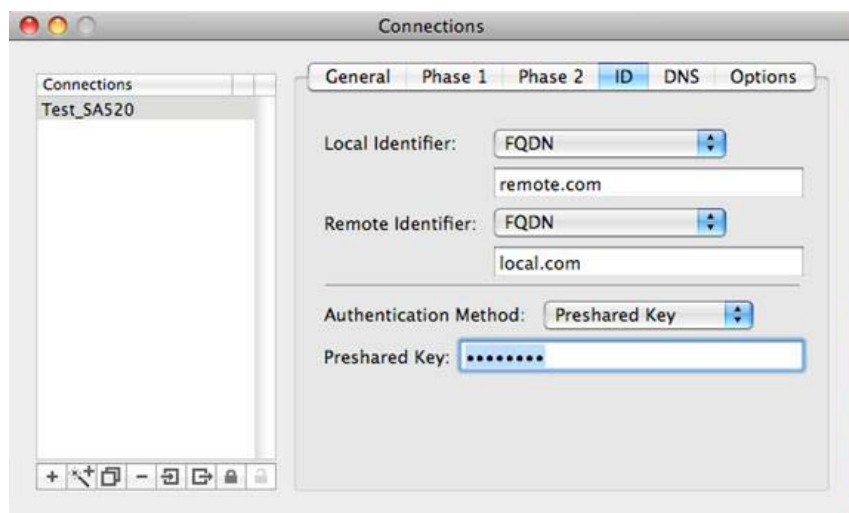 Connections
Connections
Test_SA520
General Phase 1 Phase 2 ID DNS Options
Local Identifier: FQDN
remote.com
Remote Identifier: FQDN
local.com
Authentication Method: Preshared Key
Preshared Key: ••••••••